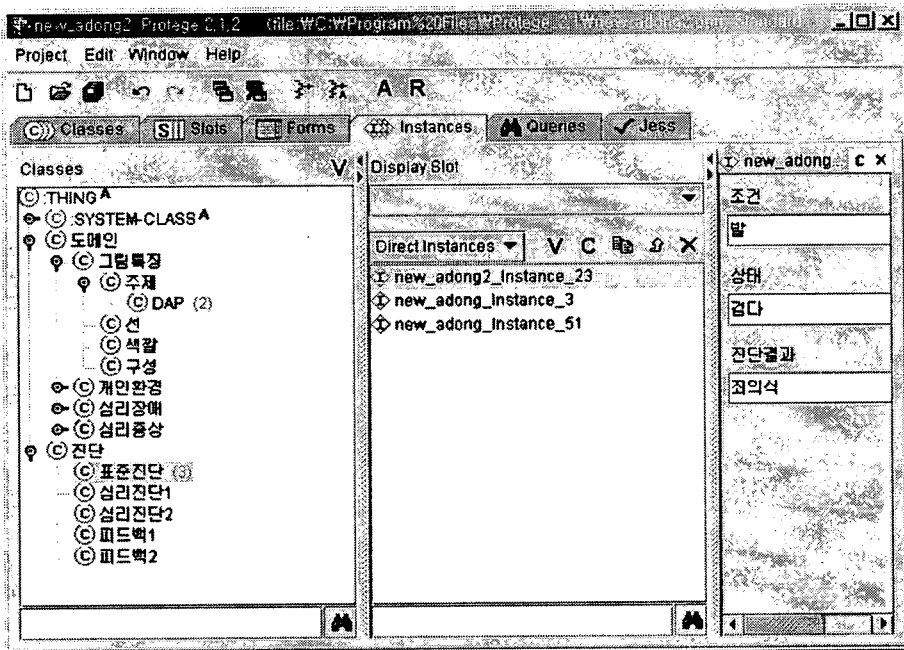 new_adong2 Protege 2.1.2 (file:₩C:₩Program%20Files₩Protege
Project Edit Window Help
A R
Classes Slots Forms Instances Queries Jess
Classes V
:THING A
:SYSTEM-CLASS A
도메인
그림특징
주제
DAP (2)
선
색깔
구성
개인환경
심리장애
심리증상
진단
표준진단 (3)
심리진단1
심리진단2
피드백1
피드백2
Display Slot
Direct Instances V C X
new_adong2_Instance_23
new_adong_Instance_3
new_adong_Instance_51
new_adong... C X
조건
발
상태
검다
진단결과
죄의식